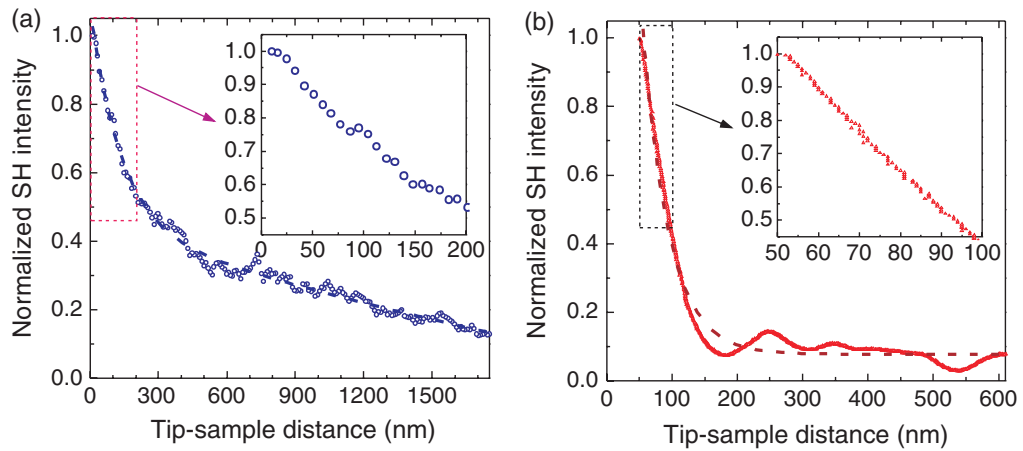 (a)
Normalized SH intensity
1.0
0.8
0.6
0.4
0.2
0.0
0 300 600 900 1200 1500
Tip-sample distance (nm)
1.0
0.9
0.8
0.7
0.6
0.5
0 50 100 150 200
(b)
Normalized SH intensity
1.0
0.8
0.6
0.4
0.2
0.0
0 100 200 300 400 500 600
Tip-sample distance (nm)
1.0
0.9
0.8
0.7
0.6
0.5
50 60 70 80 90 100